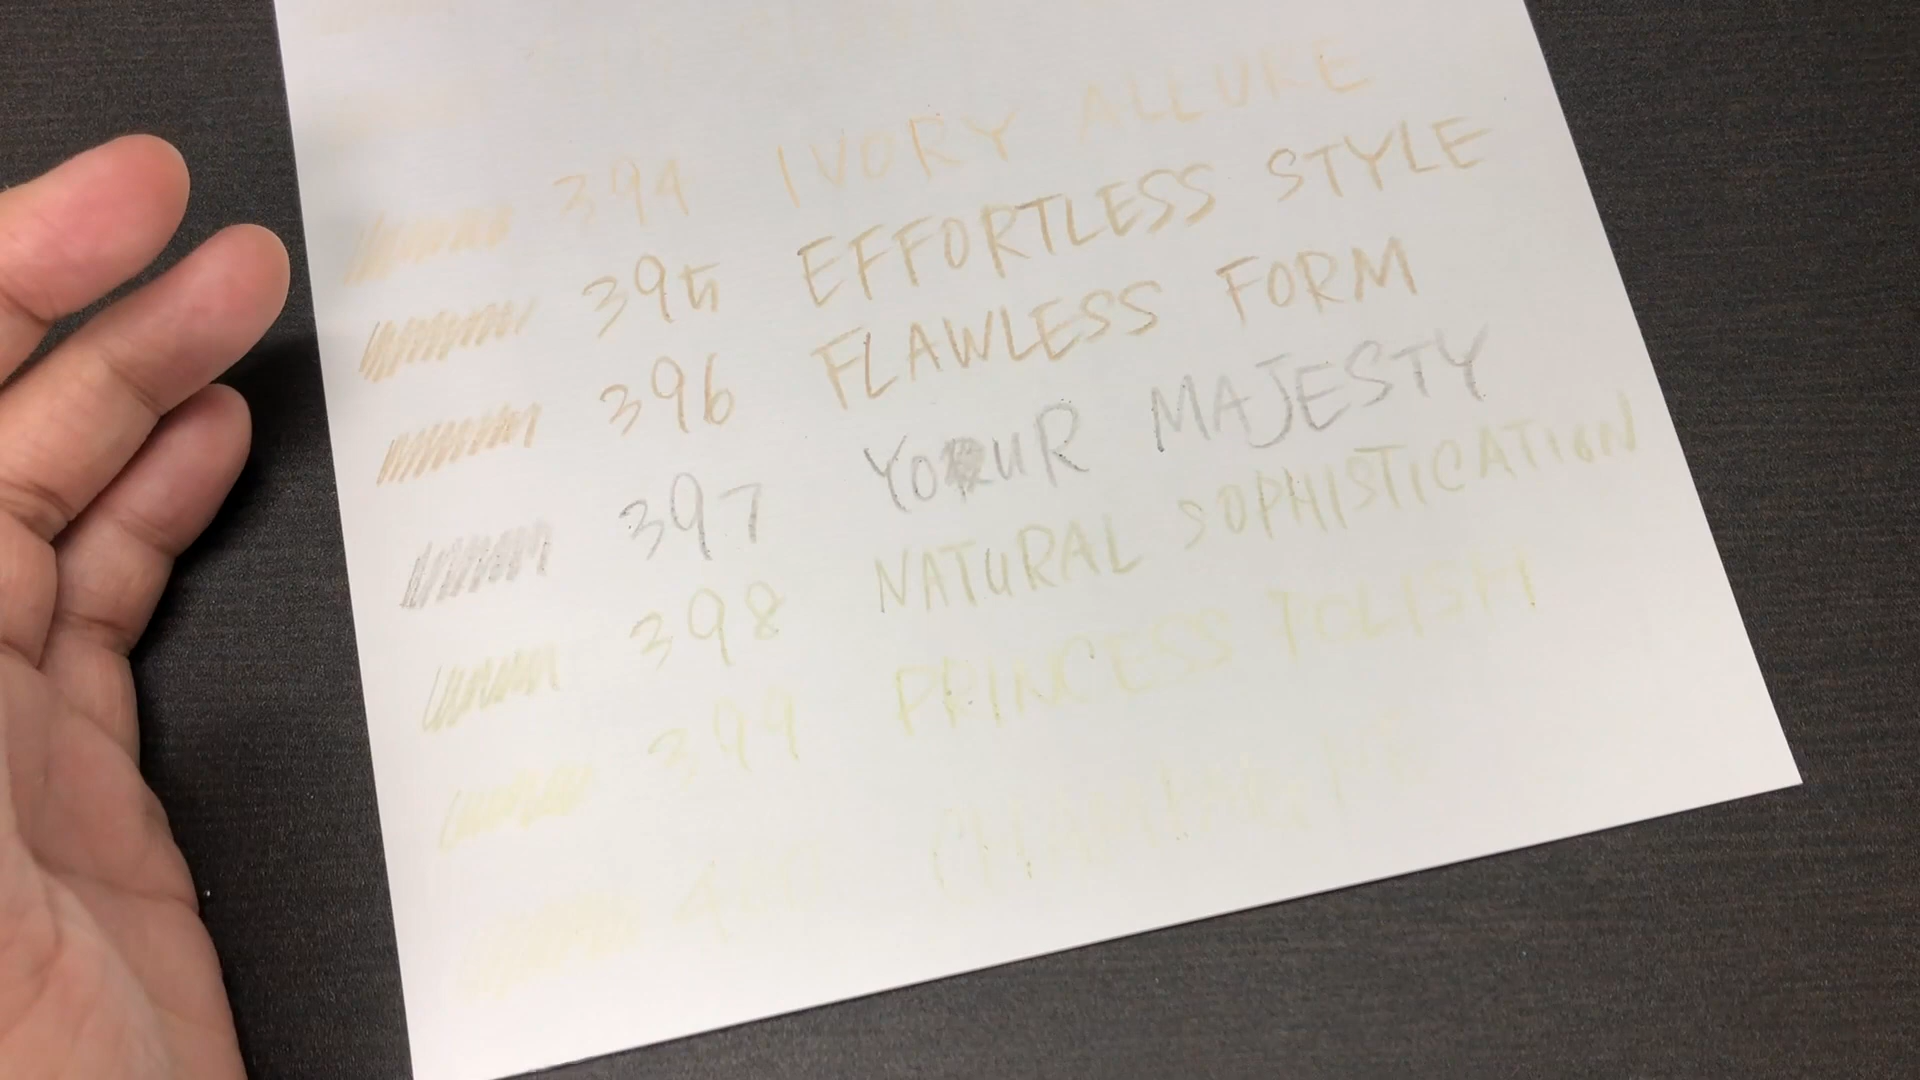 394 IVORY ALLURE
395 EFFORTLESS STYLE
396 FLAWLESS FORM
397 YOUR MAJESTY
398 NATURAL SOPHISTICATION
399 PRINCESS POLISH
400